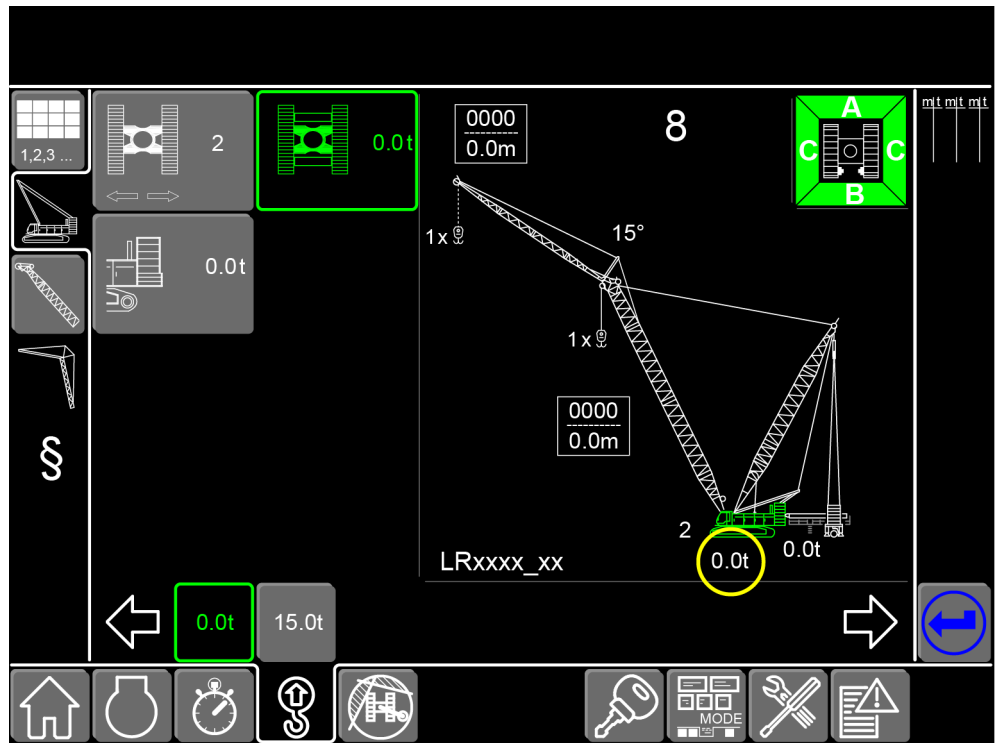 0000
0.0m
8
A
C
C
B
m|t m|t m|t
1,2,3 ...
2
0.0t
1x
15°
0.0t
1x
0000
0.0m
§
2
0.0t
0.0t
LRxxxx_xx
0.0t
15.0t
MODE